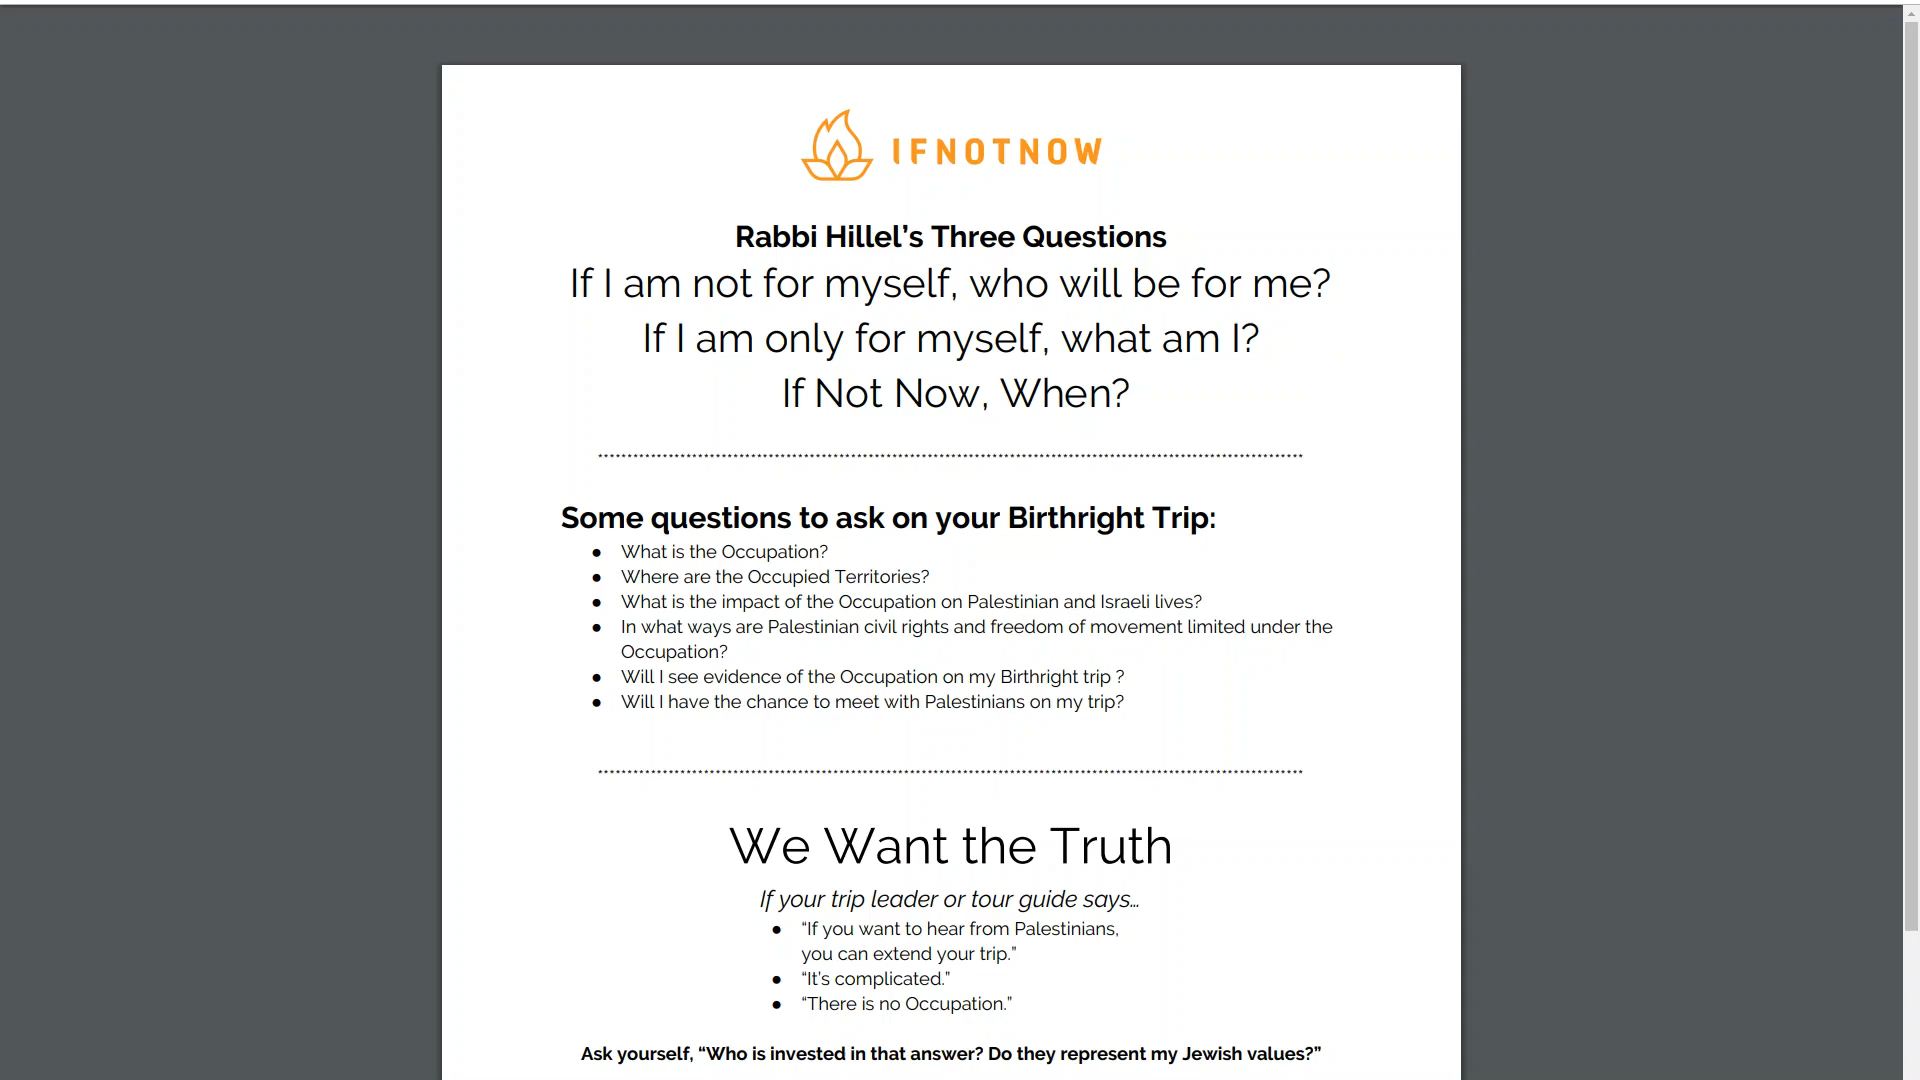 IFNOTNOW
Rabbi Hillel’s Three Questions
If I am not for myself, who will be for me?
If I am only for myself, what am I?
If Not Now, When?
Some questions to ask on your Birthright Trip:
● What is the Occupation?
● Where are the Occupied Territories?
● What is the impact of the Occupation on Palestinian and Israeli lives?
● In what ways are Palestinian civil rights and freedom of movement limited under the
Occupation?
● Will I see evidence of the Occupation on my Birthright trip ?
● Will I have the chance to meet with Palestinians on my trip?
We Want the Truth
If your trip leader or tour guide says…
● “If you want to hear from Palestinians,
you can extend your trip.”
● “It’s complicated.”
● “There is no Occupation.”
Ask yourself, “Who is invested in that answer? Do they represent my Jewish values?”